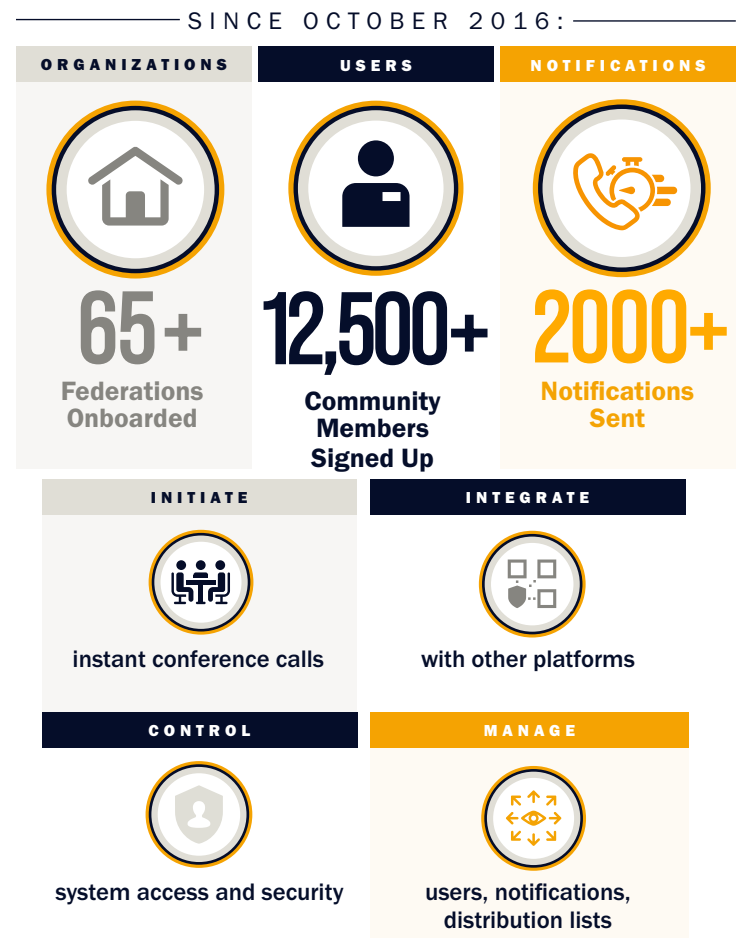 SINCE OCTOBER 2016:
ORGANIZATIONS
65+
Federations
Onboarded
USERS
12,500+
Community
Members
Signed Up
NOTIFICATIONS
2000+
Notifications
Sent
INITIATE
instant conference calls
INTEGRATE
with other platforms
CONTROL
system access and security
MANAGE
users, notifications,
distribution lists